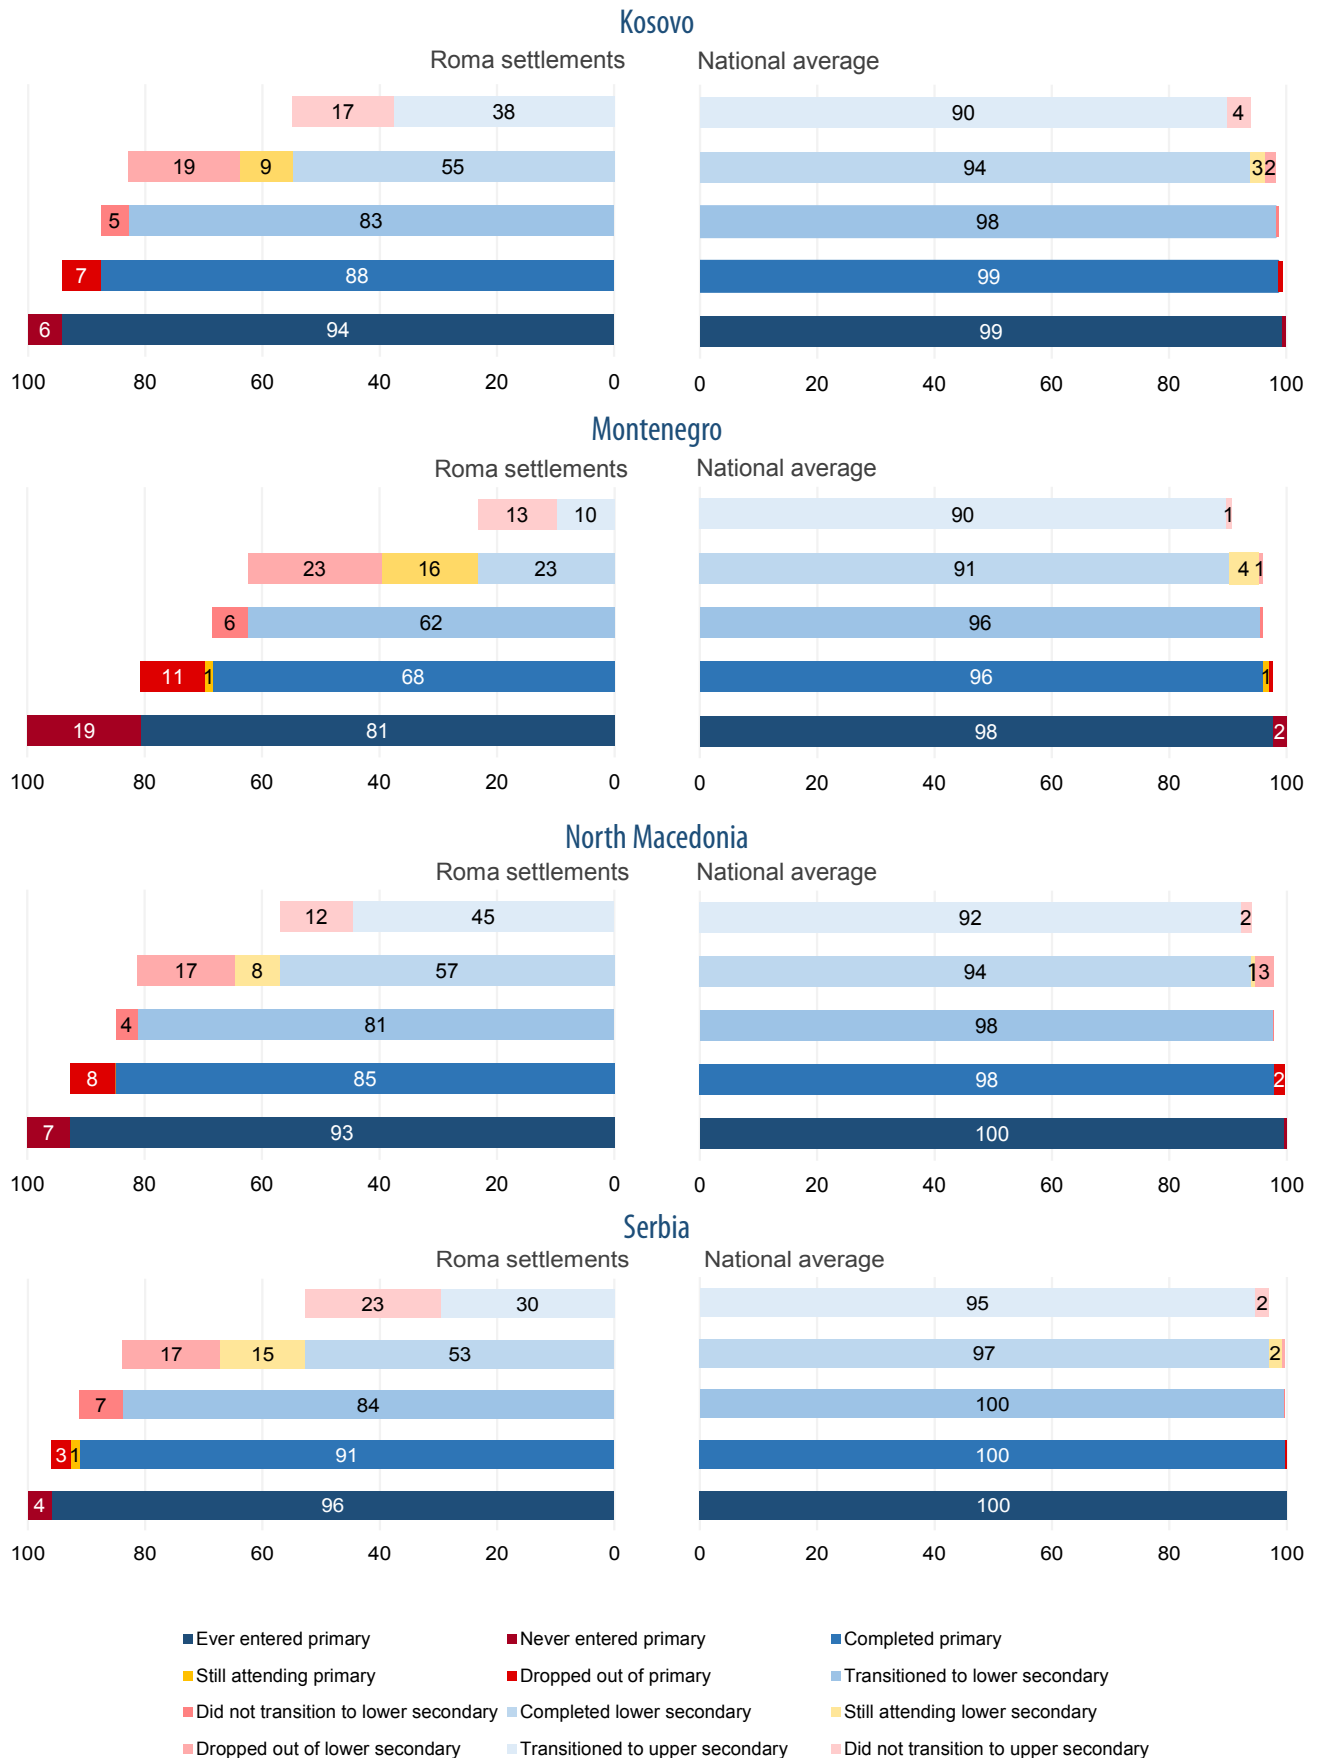 Kosovo
Roma settlements National average
17 38 90 4
19 9 55 94 3 2
5 83 98
7 88 99
6 94 99
100 80 60 40 20 0 0 20 40 60 80 100
Montenegro
Roma settlements National average
13 10 90 1
23 16 23 91 4 1
6 62 96
11 1 68 96 1
19 81 98 2
100 80 60 40 20 0 0 20 40 60 80 100
North Macedonia
Roma settlements National average
12 45 92 2
17 8 57 94 1 3
4 81 98
8 85 98 2
7 93 100
100 80 60 40 20 0 0 20 40 60 80 100
Serbia
Roma settlements National average
23 30 95 2
17 15 53 97 2
7 84 100
3 1 91 100
4 96 100
100 80 60 40 20 0 0 20 40 60 80 100
Ever entered primary Never entered primary Completed primary
Still attending primary Dropped out of primary Transitioned to lower secondary
Did not transition to lower secondary Completed lower secondary Still attending lower secondary
Dropped out of lower secondary Transitioned to upper secondary Did not transition to upper secondary